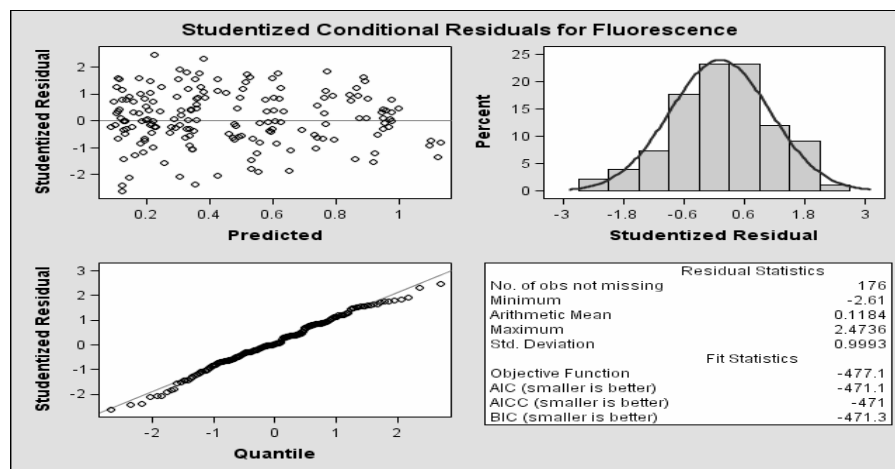 Studentized Conditional Residuals for Fluorescence
Studentized Residual
2
1
0
-1
-2
0.2 0.4 0.6 0.8 1
Predicted
Percent
25
20
15
10
5
0
-3 -1.8 -0.6 0.6 1.8 3
Studentized Residual
Studentized Residual
3
2
1
0
-1
-2
-2 -1 0 1 2
Quantile
Residual Statistics
No. of obs not missing 176
Minimum -2.61
Arithmetic Mean 0.1184
Maximum 2.4736
Std. Deviation 0.9993
Fit Statistics
Objective Function -477.1
AIC (smaller is better) -471.1
AICC (smaller is better) -471
BIC (smaller is better) -471.3